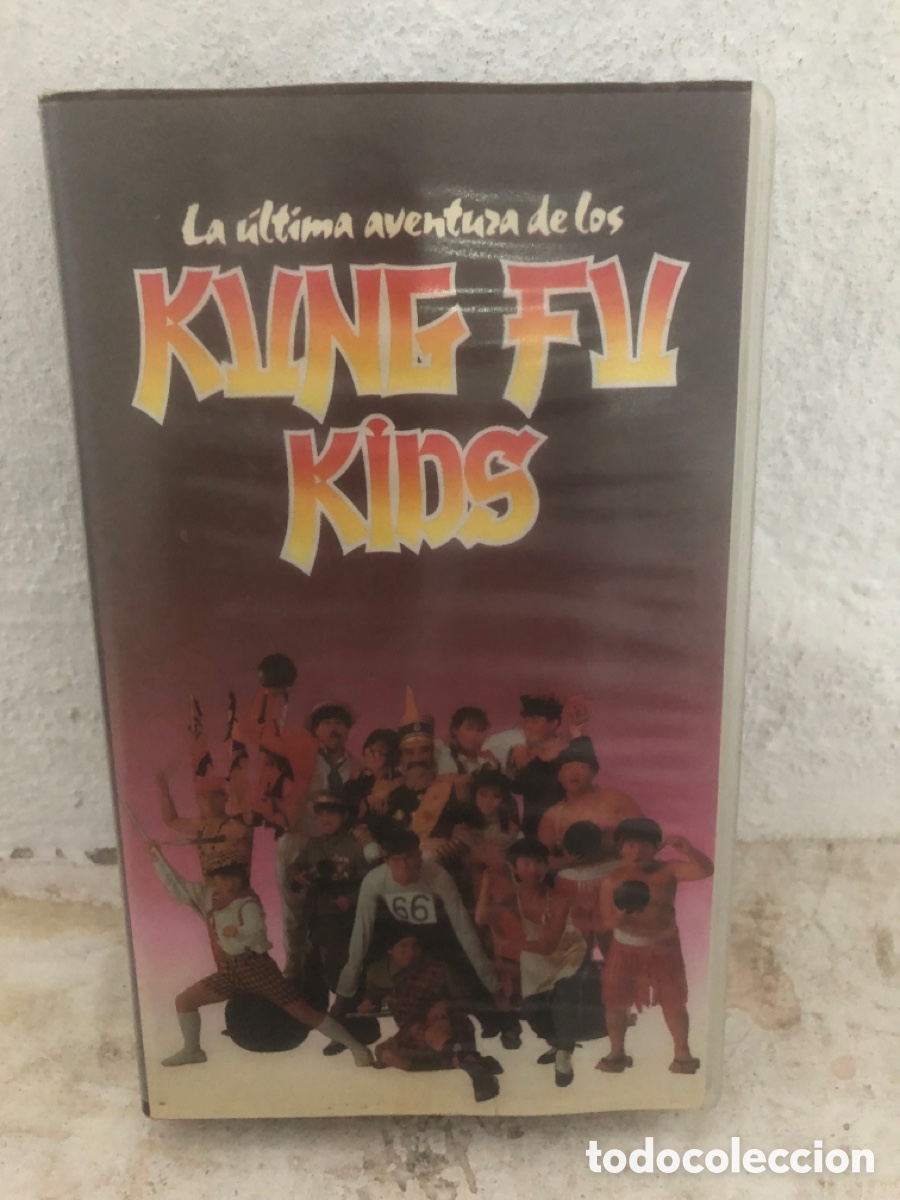 La última aventura de los
KUNG FU
KiDS
66
todocoleccion